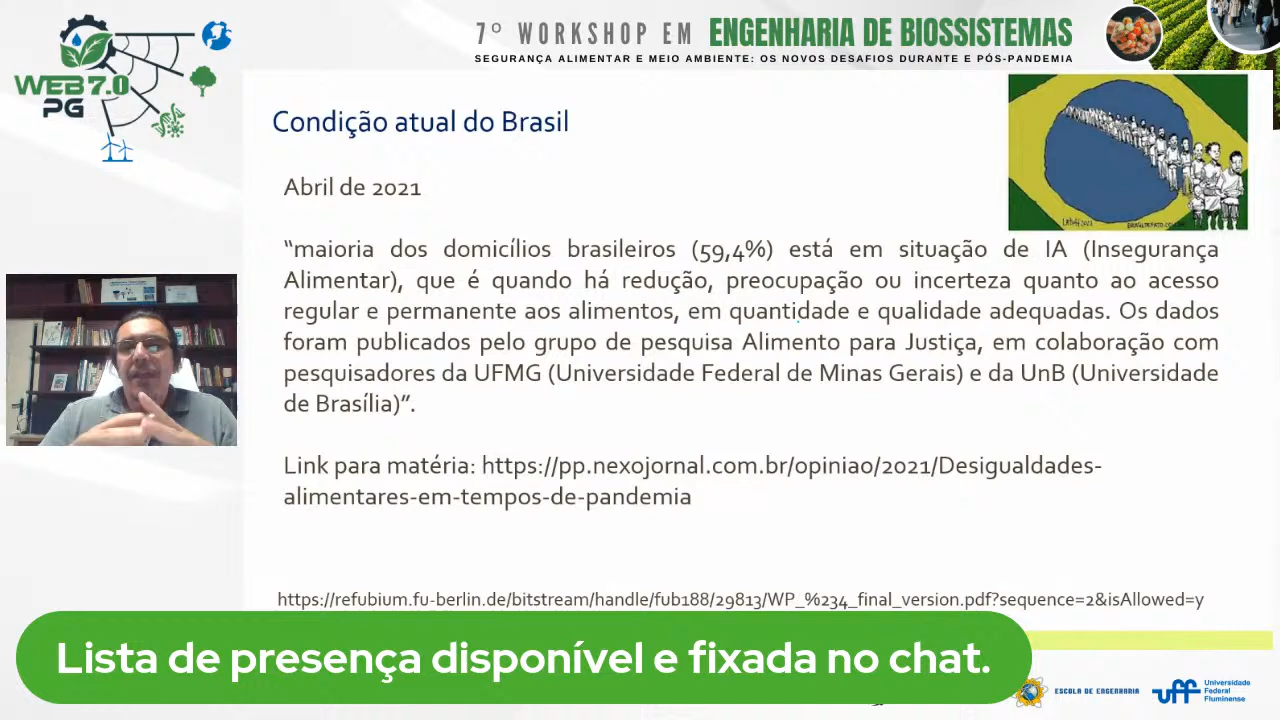 7º WORKSHOP EM ENGENHARIA DE BIOSSISTEMAS
SEGURANÇA ALIMENTAR E MEIO AMBIENTE: OS NOVOS DESAFIOS DURANTE E PÓS-PANDEMIA
WEB 7.0
PG
Condição atual do Brasil
Abril de 2021
“maioria dos domicílios brasileiros (59,4%) está em situação de IA (Insegurança
Alimentar), que é quando há redução, preocupação ou incerteza quanto ao acesso
regular e permanente aos alimentos, em quantidade e qualidade adequadas. Os dados
foram publicados pelo grupo de pesquisa Alimento para Justiça, em colaboração com
pesquisadores da UFMG (Universidade Federal de Minas Gerais) e da UnB (Universidade
de Brasília)”.
Link para matéria: https://pp.nexojornal.com.br/opiniao/2021/Desigualdades-
alimentares-em-tempos-de-pandemia
https://refubium.fu-berlin.de/bitstream/handle/fub188/29813/WP_%234_final_version.pdf?sequence=2&isAllowed=y
Lista de presença disponível e fixada no chat.
ESCOLA DE ENGENHARIA
uff
Universidade
Federal
Fluminense